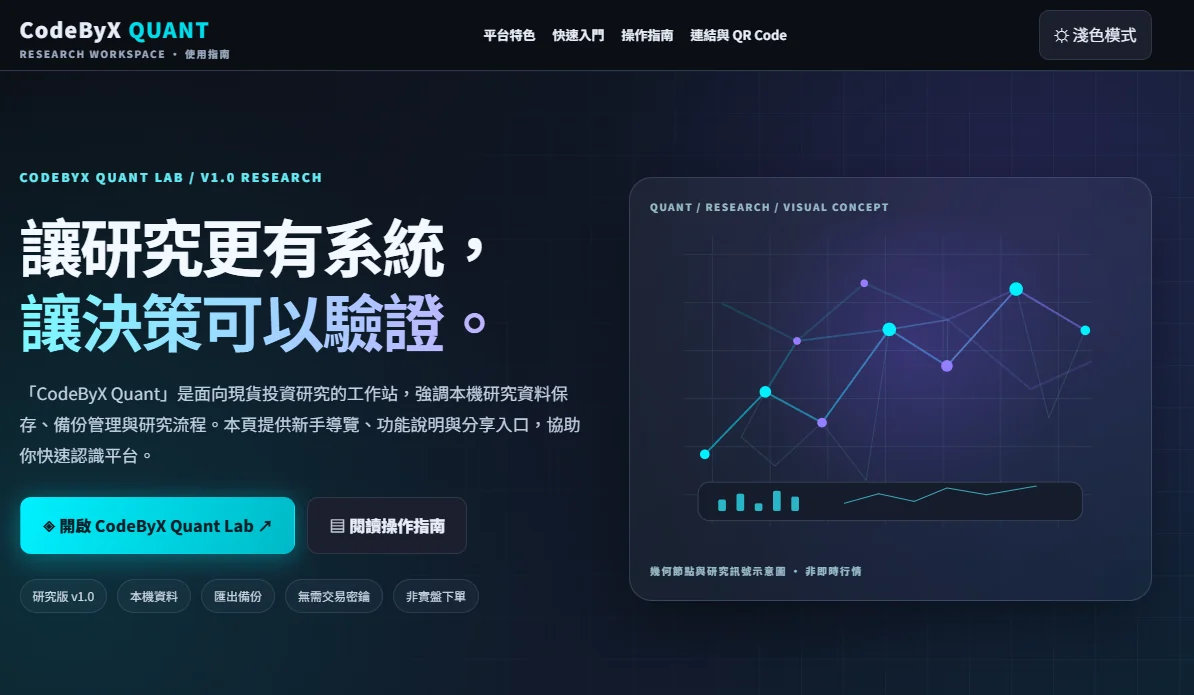 CodeByX QUANT
RESEARCH WORKSPACE • 使用指南
平台特色 快速入門 操作指南 連結與 QR Code
淺色模式
CODEBYX QUANT LAB / V1.0 RESEARCH
讓研究更有系統，
讓決策可以驗證。
「CodeByX Quant」是面向現貨投資研究的工作站，強調本機研究資料保
存、備份管理與研究流程。本頁提供新手導覽、功能說明與分享入口，協助
你快速認識平台。
◈ 開啟 CodeByX Quant Lab ↗
▤ 閱讀操作指南
研究版 v1.0
本機資料
匯出備份
無需交易密鑰
非實盤下單
QUANT / RESEARCH / VISUAL CONCEPT
幾何節點與研究訊號示意圖 • 非即時行情